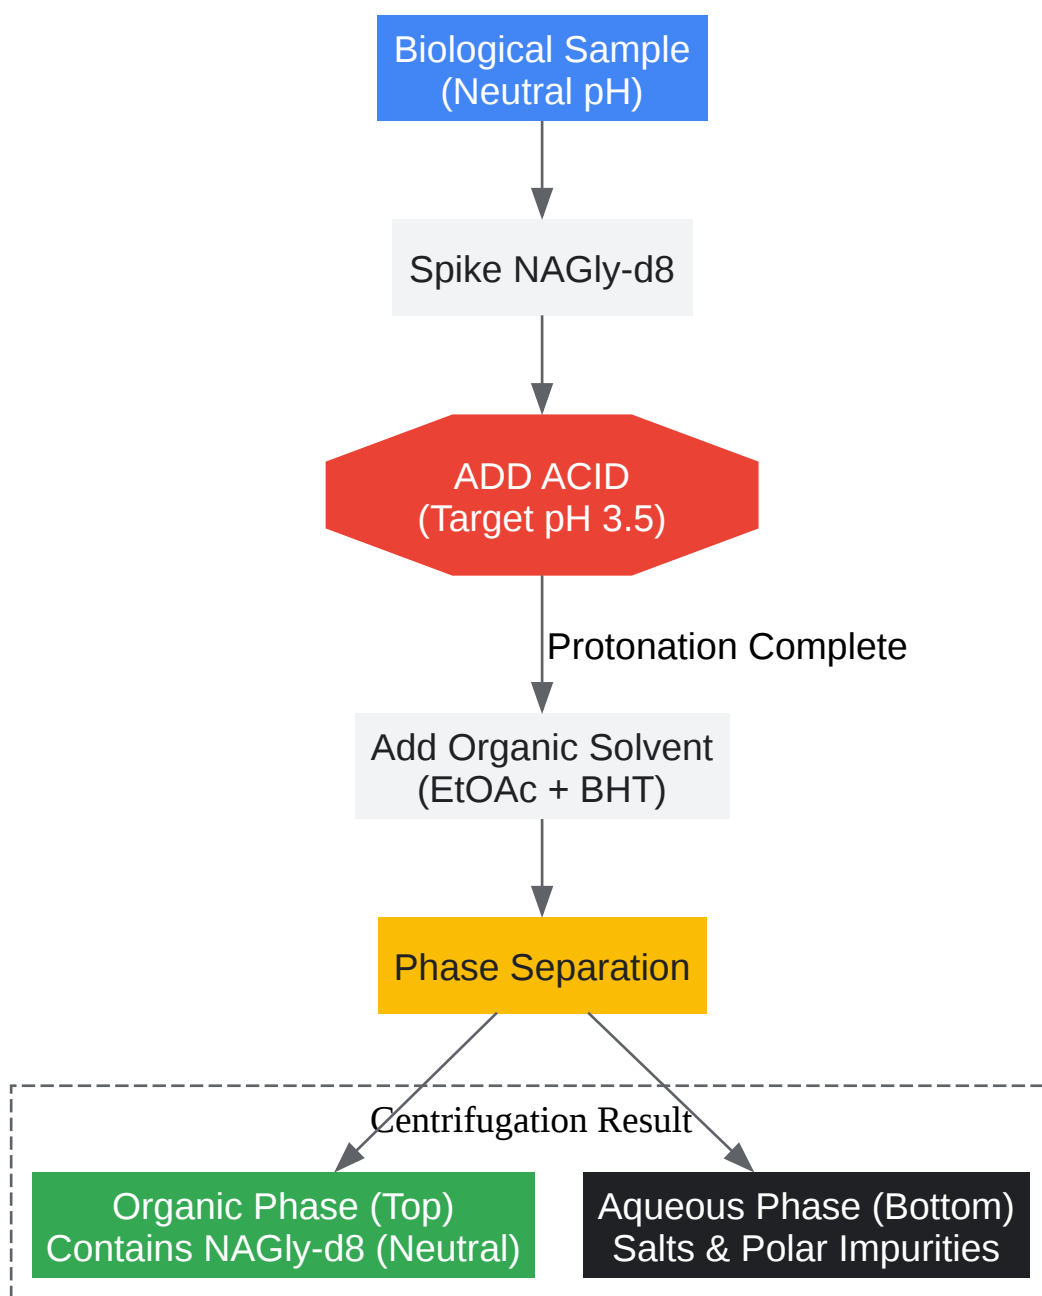 Biological Sample
(Neutral pH)
Spike NAGly-d8
ADD ACID
(Target pH 3.5)
Protonation Complete
Add Organic Solvent
(EtOAc + BHT)
Phase Separation
Centrifugation Result
Organic Phase (Top)
Contains NAGly-d8 (Neutral)
Aqueous Phase (Bottom)
Salts & Polar Impurities